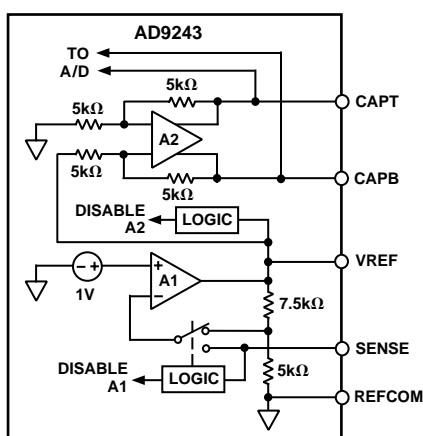 AD9243
TO
A/D
5kΩ
5kΩ
CAPT
A2
5kΩ
5kΩ
CAPB
DISABLE
A2
LOGIC
VREF
– +
+
A1
1V
–
7.5kΩ
SENSE
DISABLE
A1
LOGIC
5kΩ
REFCOM